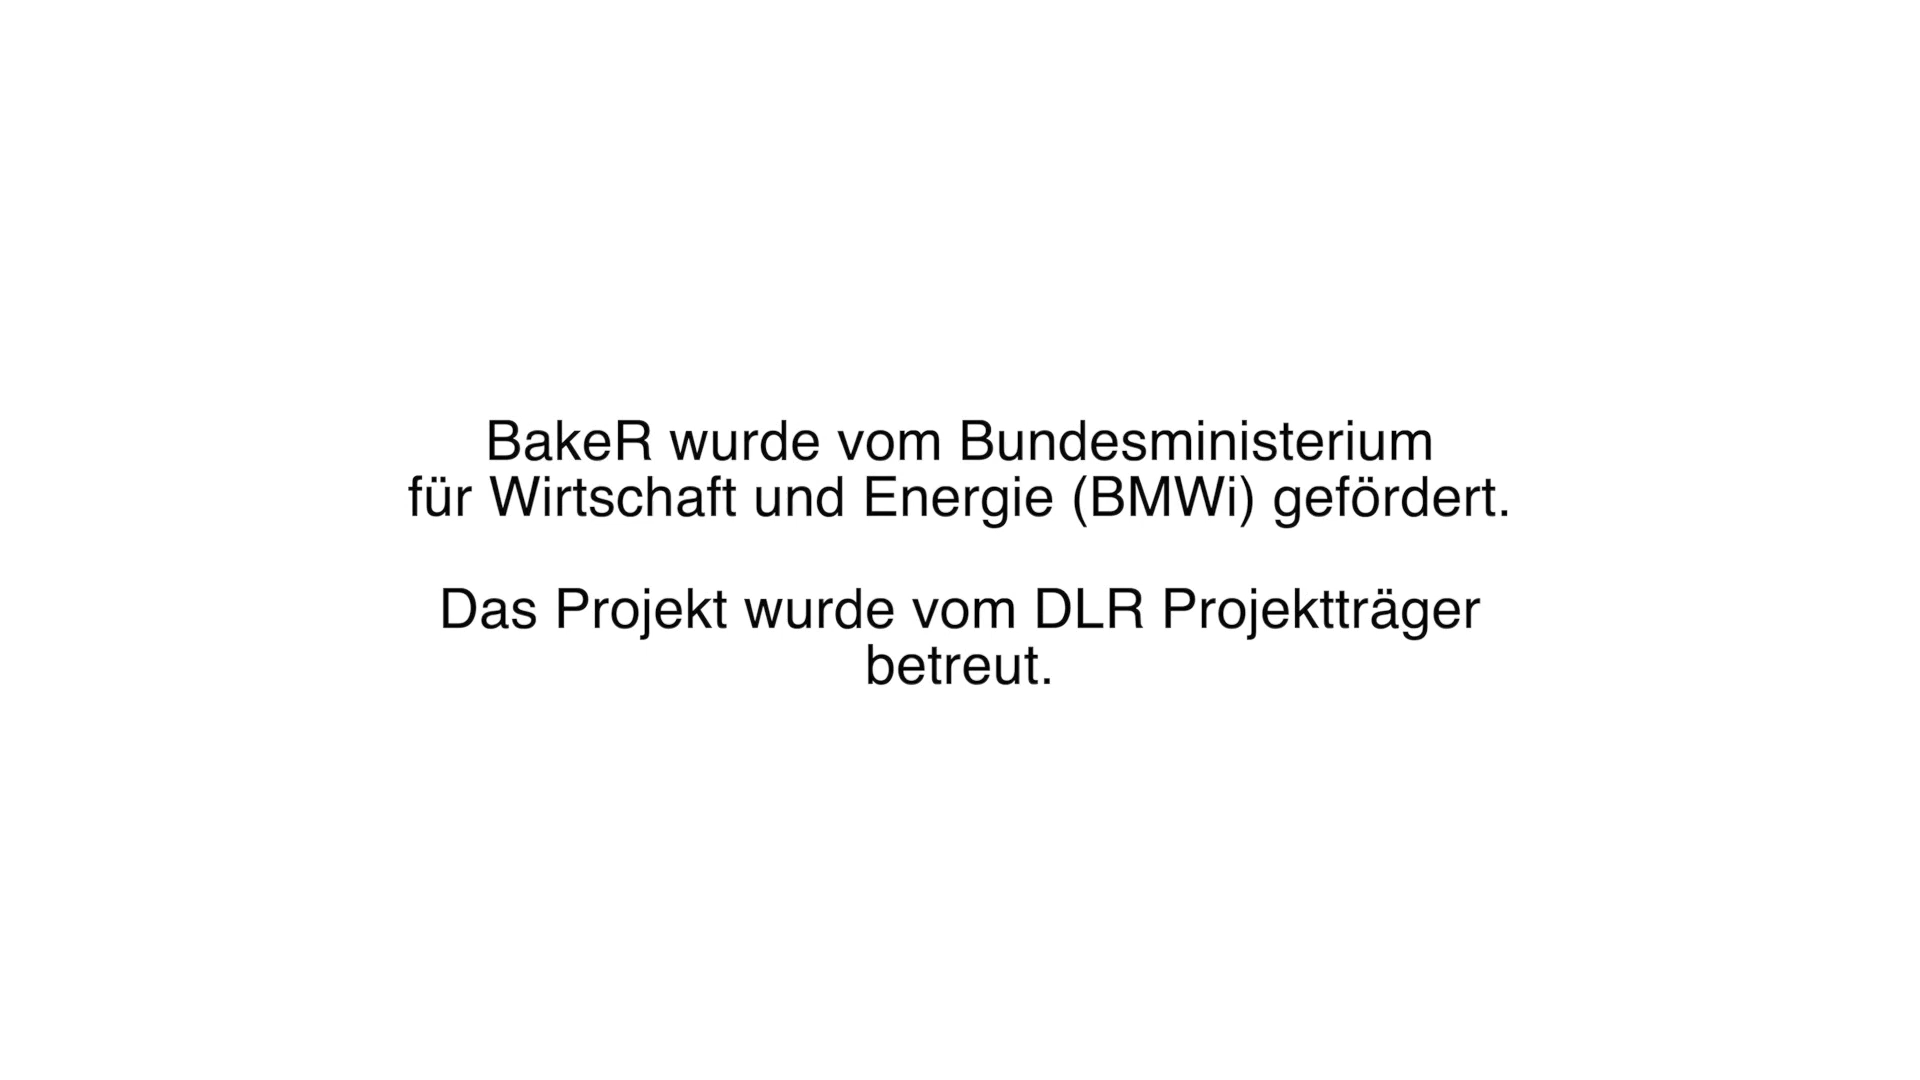 BakeR wurde vom Bundesministerium
für Wirtschaft und Energie (BMWi) gefördert.
Das Projekt wurde vom DLR Projektträger
betreut.